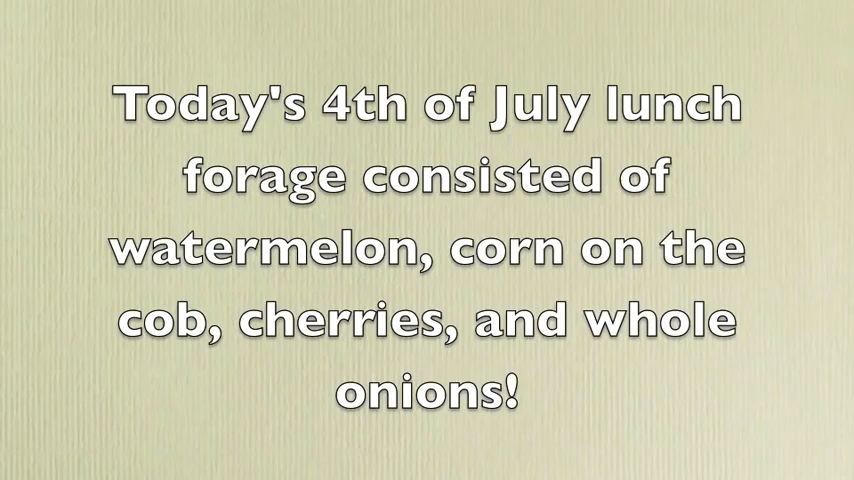 Today's 4th of July lunch
forage consisted of
watermelon, corn on the
cob, cherries, and whole
onions!